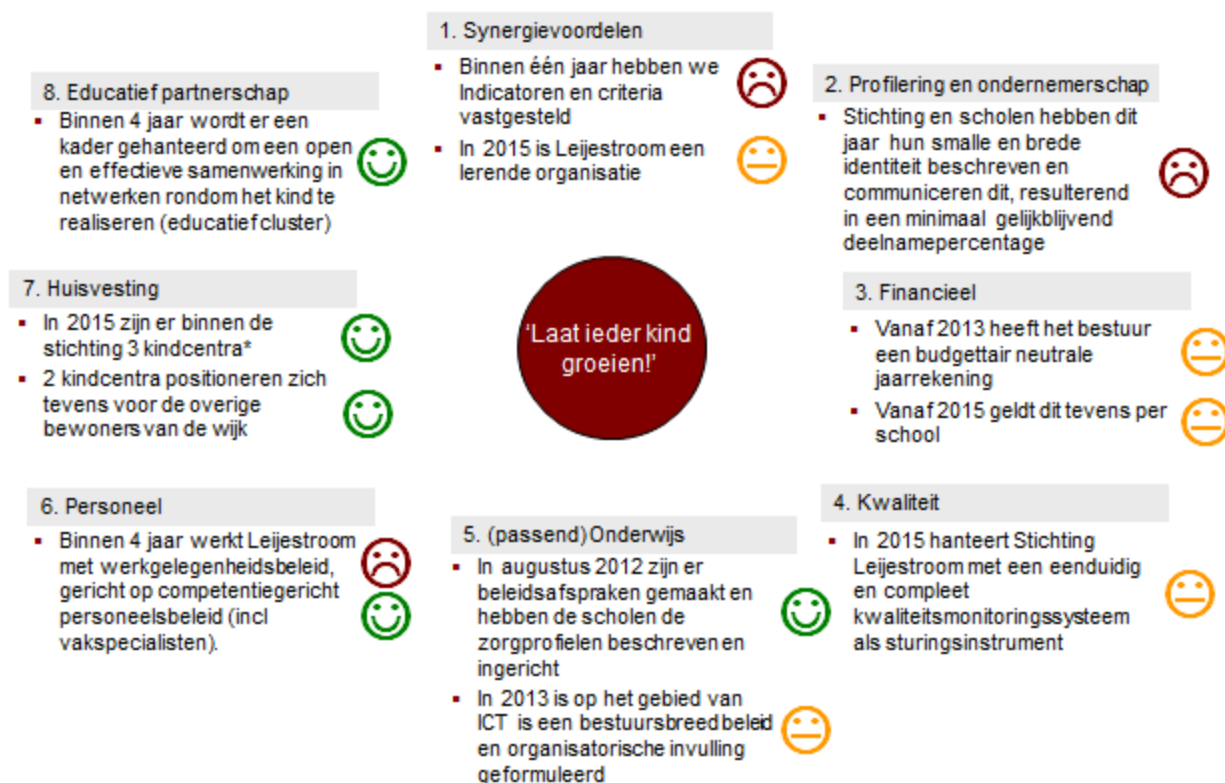 1. Synergievoordelen
▪ Binnen één jaar hebben we
Indicatoren en criteria
vastgesteld
▪ In 2015 is Leijestroom een
lerende organisatie
2. Profilering en ondernemerschap
▪ Stichting en scholen hebben dit
jaar hun smalle en brede
identiteit beschreven en
communiceren dit, resulterend
in een minimaal gelijkblijvend
deelnamepercentage
3. Financieel
▪ Vanaf 2013 heeft het bestuur
een budgettair neutrale
jaarrekening
▪ Vanaf 2015 geldt dit tevens per
school
4. Kwaliteit
▪ In 2015 hanteert Stichting
Leijestroom met een eenduidig
en compleet
kwaliteitsmonitoringssysteem
als sturingsinstrument
5. (passend) Onderwijs
▪ In augustus 2012 zijn er
beleidsafspraken gemaakt en
hebben de scholen de
zorgprofielen beschreven en
ingericht
▪ In 2013 is op het gebied van
ICT is een bestuursbreed beleid
en organisatorische invulling
geformuleerd
6. Personeel
▪ Binnen 4 jaar werkt Leijestroom
met werkgelegenheidsbeleid,
gericht op competentiegericht
personeelsbeleid (incl
vakspecialisten).
7. Huisvesting
▪ In 2015 zijn er binnen de
stichting 3 kindcentra*
▪ 2 kindcentra positioneren zich
tevens voor de overige
bewoners van de wijk
8. Educatief partnerschap
▪ Binnen 4 jaar wordt er een
kader gehanteerd om een open
en effectieve samenwerking in
netwerken rondom het kind te
realiseren (educatief cluster)
'Laat ieder kind
groeien!'